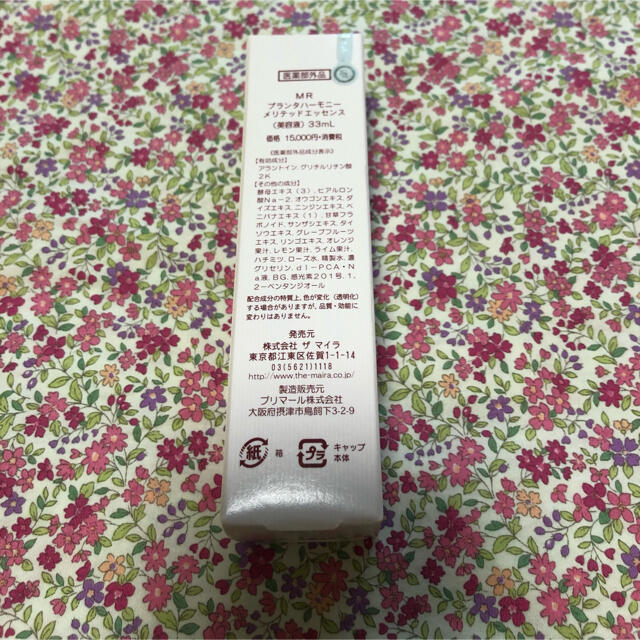 医薬部外品
MR
プランタハーモニー
メリテッドエッセンス
(美容液) 33mL
価格 15,000円+消費税
《医薬部外品成分表示》
【有効成分】
アラントイン、グリチルリチン酸
2K
【その他の成分】
酵母エキス(3)、ヒアルロン
酸Na-2、オウゴンエキス、ダ
イズエキス、ニンジンエキス、ベ
ニバナエキス(1)、甘草フラ
ボノイド、サンザシエキス、タイ
ソウエキス、グレープフルーツ
エキス、リンゴエキス、オレンジ
果汁、レモン果汁、ライム果汁、
ハチミツ、ローズ水、精製水、濃
グリセリン、dl-PCA・Na
液、BG、感光素201号、1,
2-ペンタンジオール
配合成分の特質上、色が変化(透明化)
する場合がありますが、品質・効能に
変わりはありません。
発売元
株式会社 ザ マイラ
東京都江東区佐賀1-1-14
03(5621)1118
http://www.the-maira.co.jp/
製造販売元
プリマール株式会社
大阪府摂津市鳥飼下3-2-9
紙 箱
プラ キャップ
本体